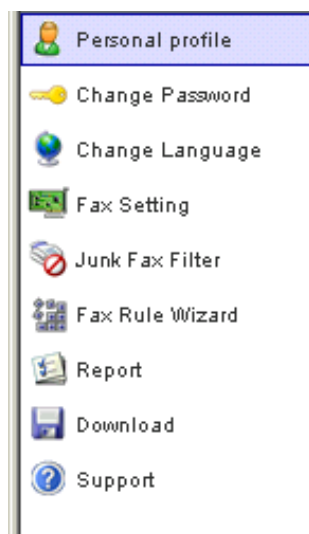 Personal profile
Change Password
Change Language
Fax Setting
Junk Fax Filter
Fax Rule Wizard
Report
Download
Support